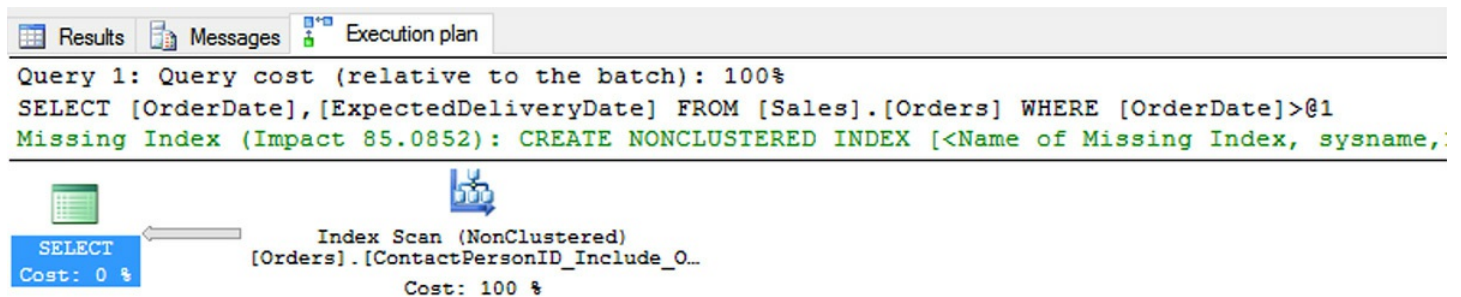 Results Messages Execution plan
Query 1: Query cost (relative to the batch): 100%
SELECT [OrderDate],[ExpectedDeliveryDate] FROM [Sales].[Orders] WHERE [OrderDate]>@1
Missing Index (Impact 85.0852): CREATE NONCLUSTERED INDEX [<Name of Missing Index, sysname,
SELECT
Cost: 0 %
Index Scan (NonClustered)
[Orders].[ContactPersonID_Include_O…
Cost: 100 %